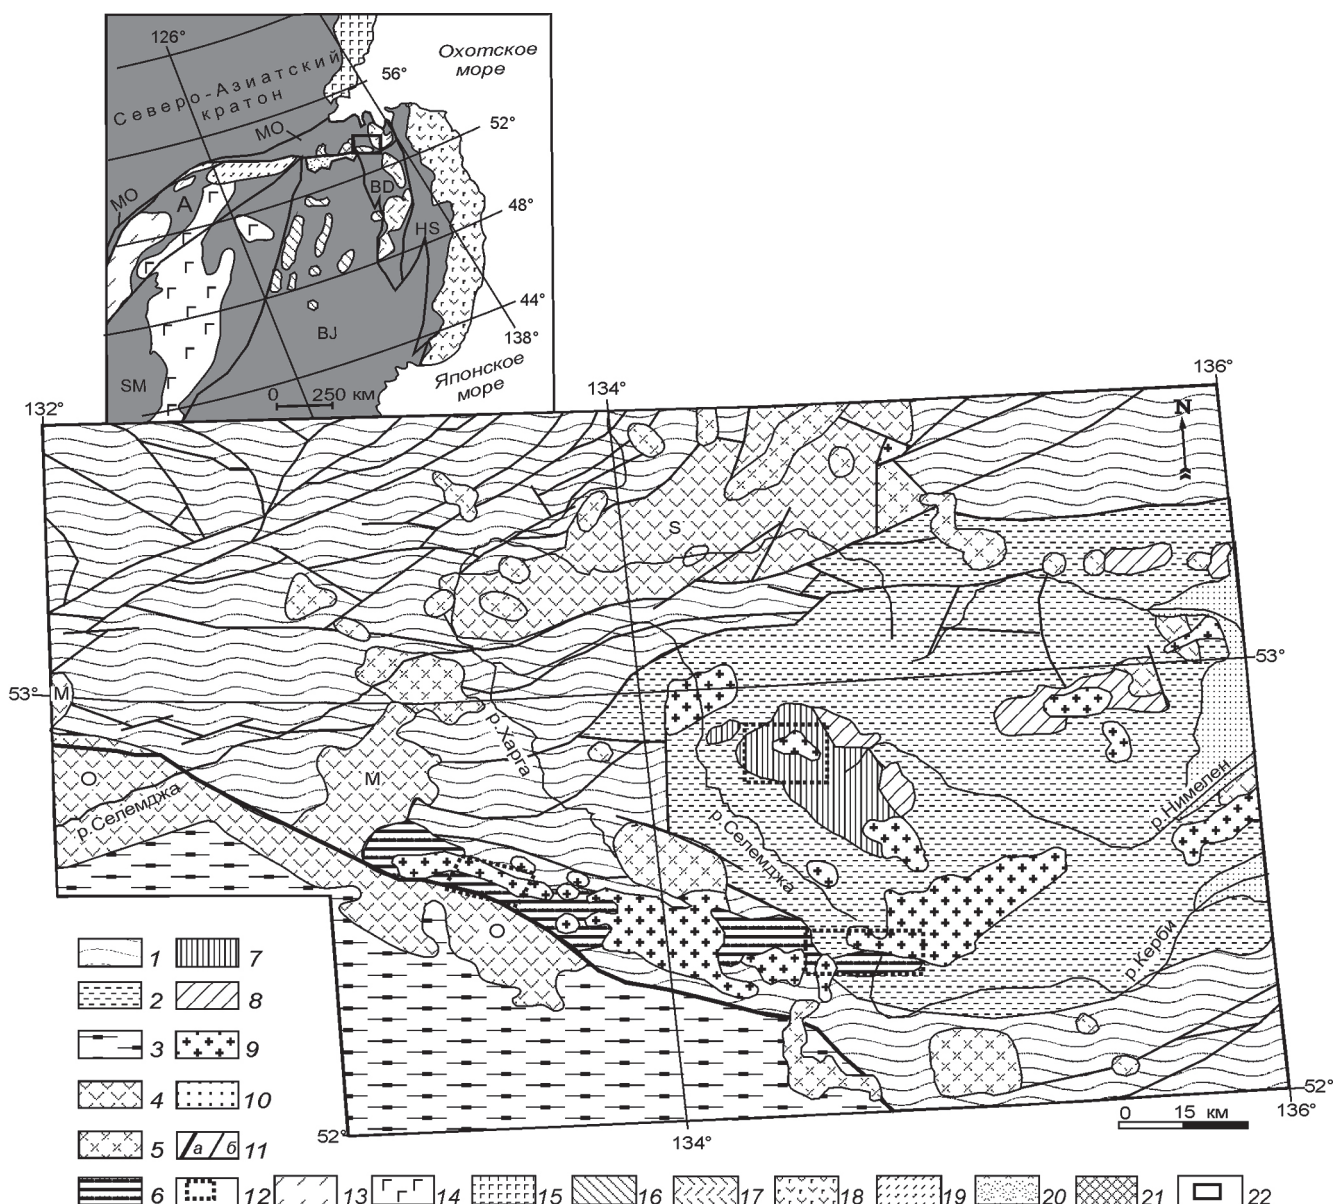 126°
Охотское
море
Северо-Азиатский
кратон
56°
МО
52°
МО
А
BD
48°
HS
44°
BJ
138°
SM
0 250 км
Японское
море
136°
134°
132°
N
S
53°
53°
М
р. Харга
О
М
р.Селемджа
р.Нимелен
р.Селемджа
О
р.Керби
1 7
2 8
3 9
4 10
52°
136°
0 15 км
5 а б 11
52°
134°
6 12 13 14 15 16 17 18 19 20 21 22